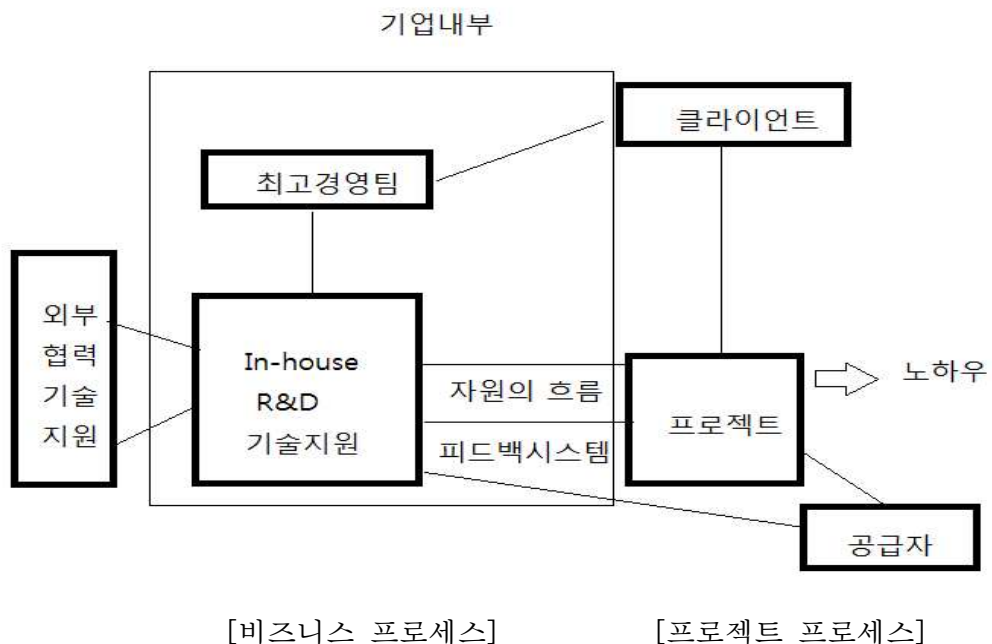 기업내부
클라이언트
최고경영팀
외부
협력
기술
지원
In-house
R&D
기술지원
자원의 흐름
피드백시스템
프로젝트
노하우
공급자
[비즈니스 프로세스]
[프로젝트 프로세스]